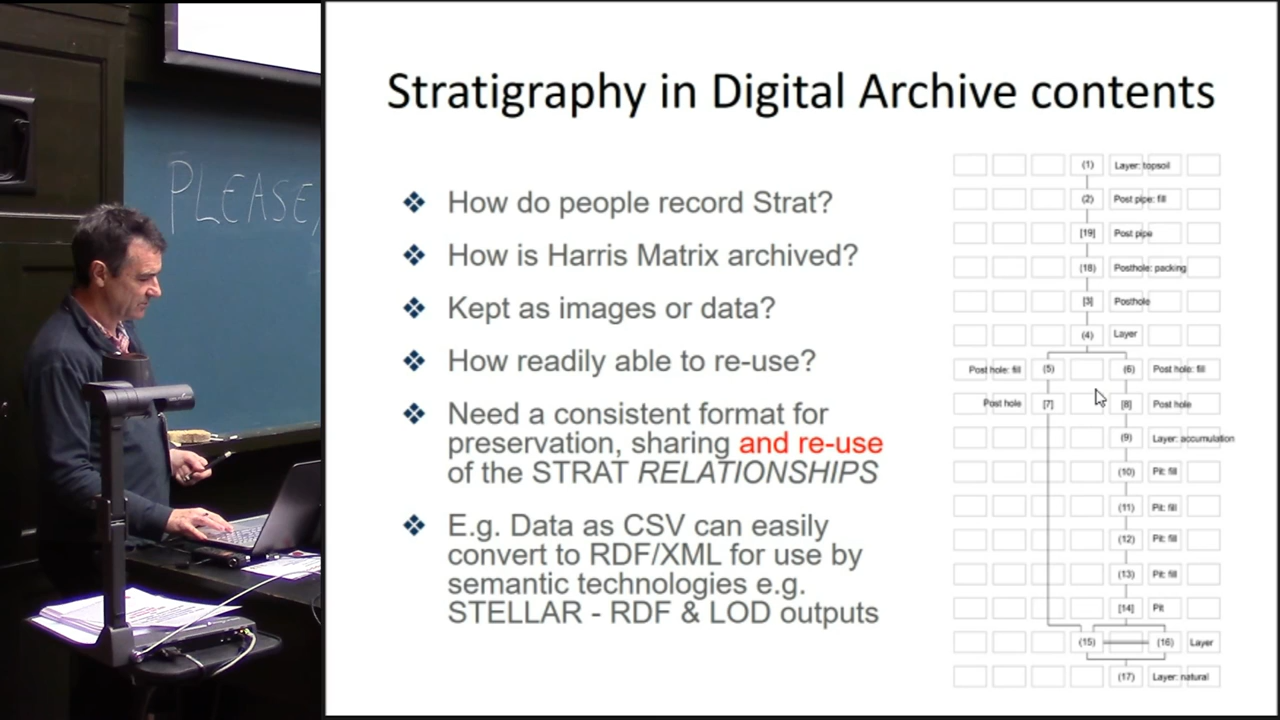 PLEASE,
Stratigraphy in Digital Archive contents
❖ How do people record Strat?
❖ How is Harris Matrix archived?
❖ Kept as images or data?
❖ How readily able to re-use?
❖ Need a consistent format for
preservation, sharing and re-use
of the STRAT RELATIONSHIPS
❖ E.g. Data as CSV can easily
convert to RDF/XML for use by
semantic technologies e.g.
STELLAR - RDF & LOD outputs
(1) Layer: topsoil
(2) Post pipe: fill
[19] Post pipe
(18) Posthole: packing
[3] Posthole
(4) Layer
Post hole: fill (5) (6) Post hole: fill
Post hole [7] [8] Post hole
(9) Layer: accumulation
(10) Pit: fill
(11) Pit: fill
(12) Pit: fill
(13) Pit: fill
[14] Pit
(15) (16) Layer
(17) Layer: natural